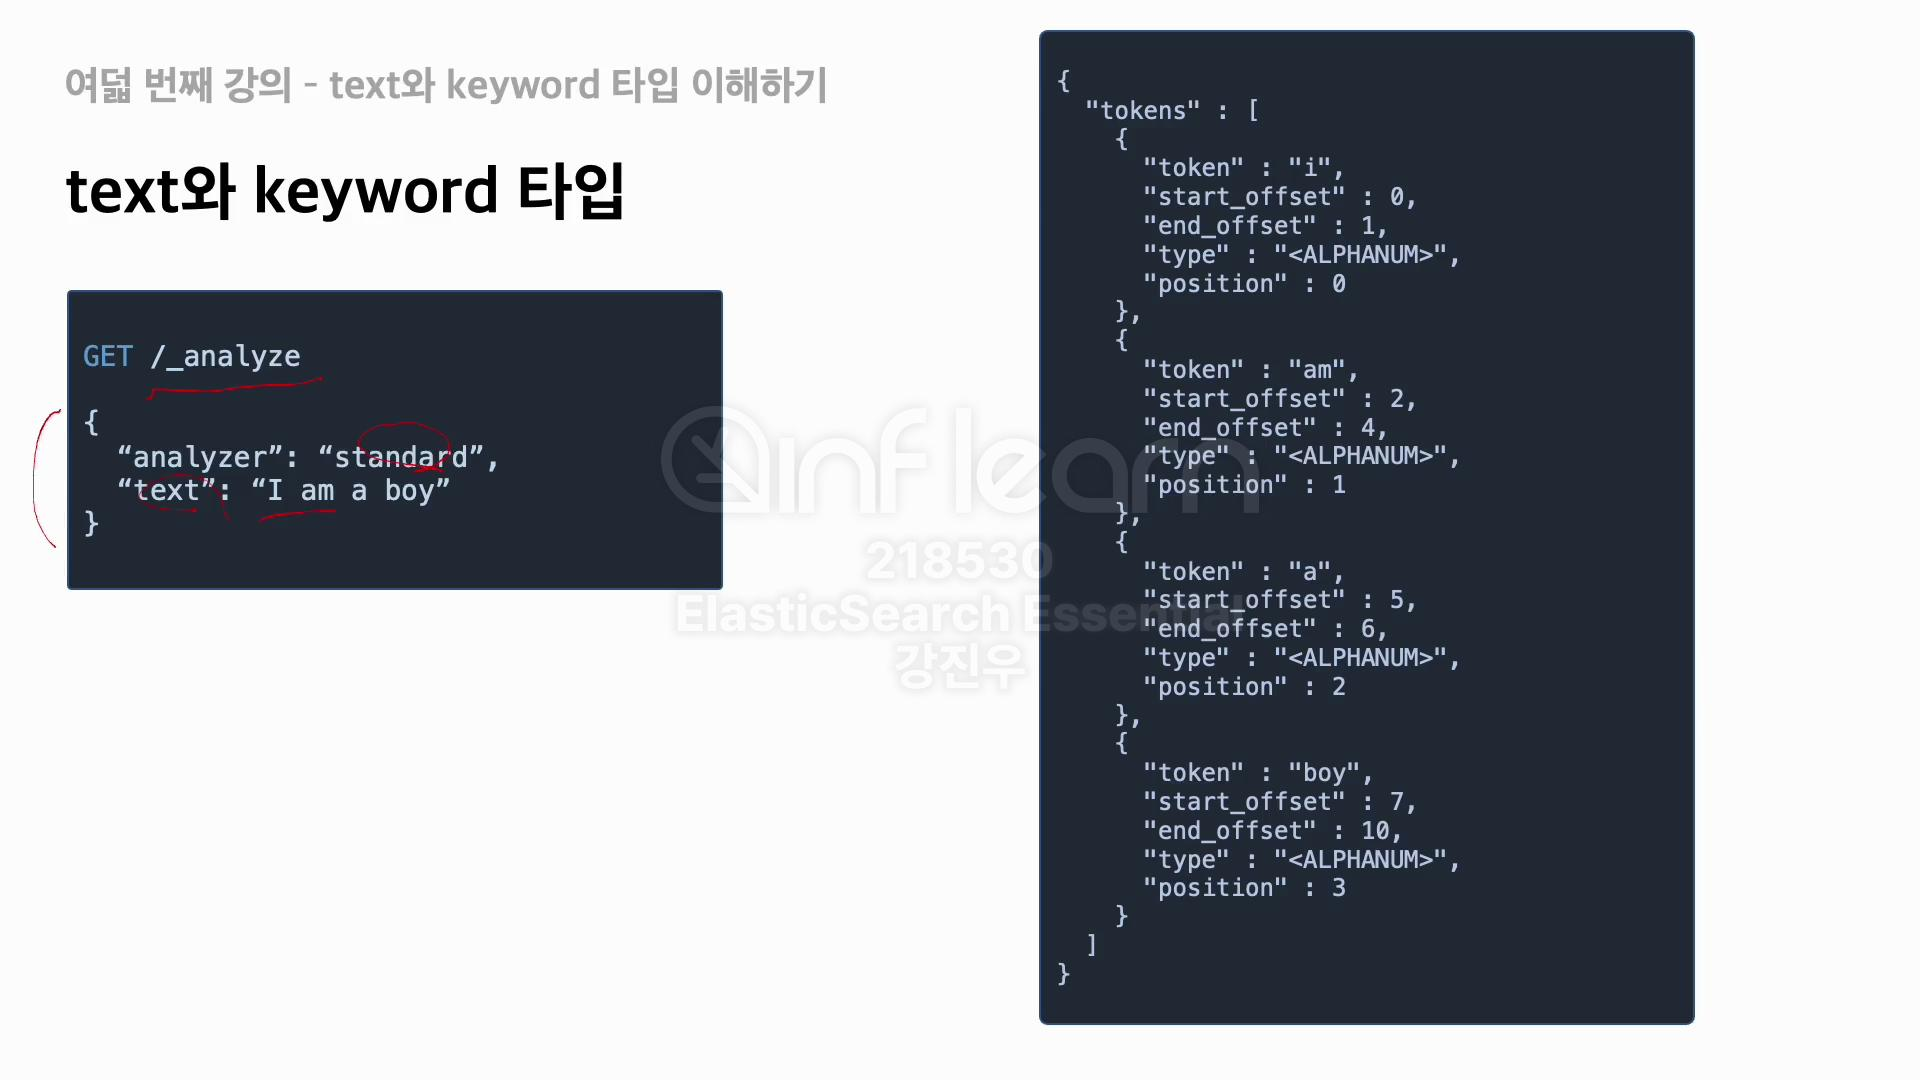 여덟 번째 강의 - text와 keyword 타입 이해하기
text와 keyword 타입
GET /_analyze
{
  “analyzer”: “standard”,
  “text”: “I am a boy”
}
{
  "tokens" : [
    {
      "token" : "i",
      "start_offset" : 0,
      "end_offset" : 1,
      "type" : "<ALPHANUM>",
      "position" : 0
    },
    {
      "token" : "am",
      "start_offset" : 2,
      "end_offset" : 4,
      "type" : "<ALPHANUM>",
      "position" : 1
    },
    {
      "token" : "a",
      "start_offset" : 5,
      "end_offset" : 6,
      "type" : "<ALPHANUM>",
      "position" : 2
    },
    {
      "token" : "boy",
      "start_offset" : 7,
      "end_offset" : 10,
      "type" : "<ALPHANUM>",
      "position" : 3
    }
  ]
}
inflearn
218530
ElasticSearch Essential
강진우